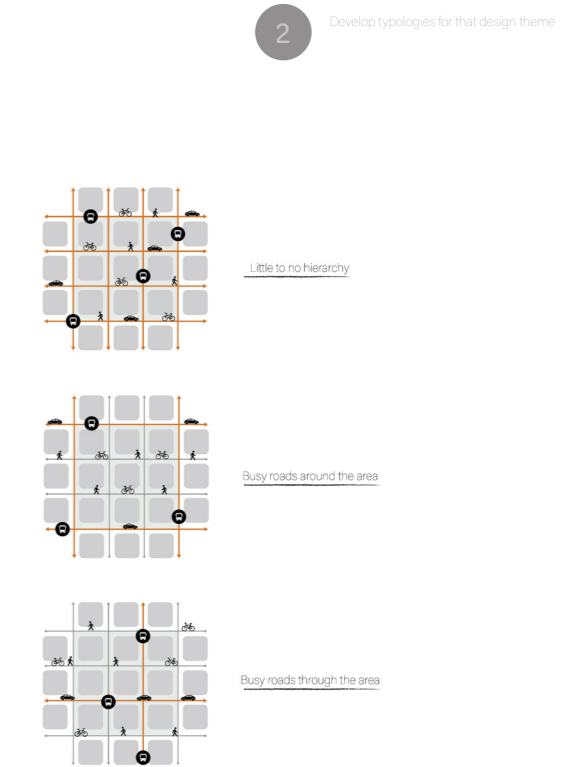 2
Develop typologies for that design theme
Little to no hierarchy
Busy roads around the area
Busy roads through the area